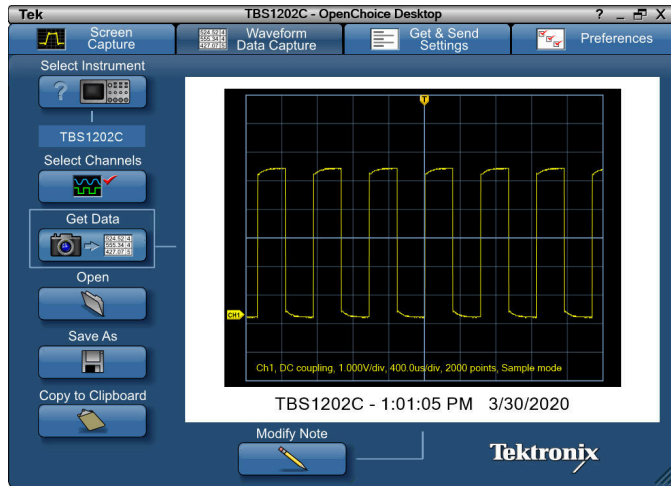 Tek TBS1202C - OpenChoice Desktop ? _ X
Screen
Capture
Waveform
Data Capture
Get & Send
Settings
Preferences
Select Instrument
?
TBS1202C
Select Channels
Get Data
Open
Save As
Copy to Clipboard
T
CH1
Ch1, DC coupling, 1.000V/div, 400.0us/div, 2000 points, Sample mode
TBS1202C - 1:01:05 PM 3/30/2020
Modify Note
Tektronix